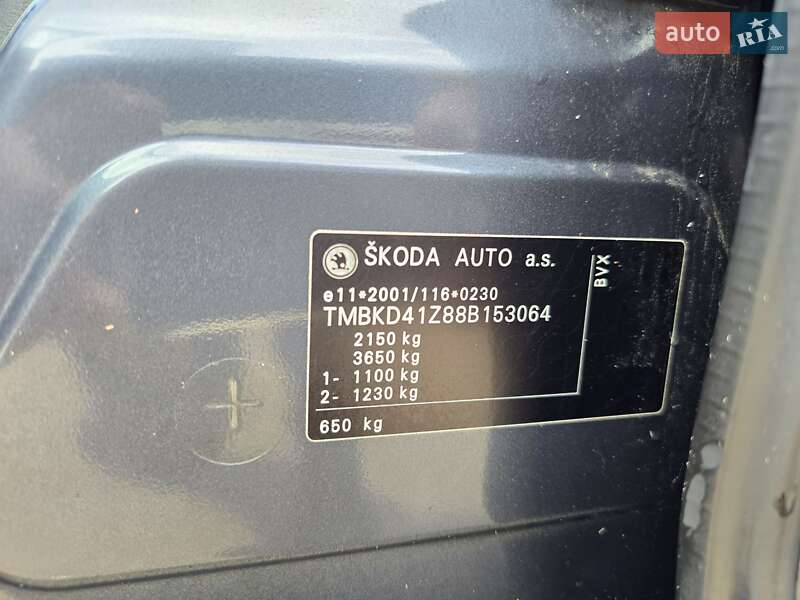 auto RIA
.com
ŠKODA AUTO a.s.
BVX
e11*2001/116*0230
TMBKD41Z88B153064
2150 kg
3650 kg
1- 1100 kg
2- 1230 kg
650 kg